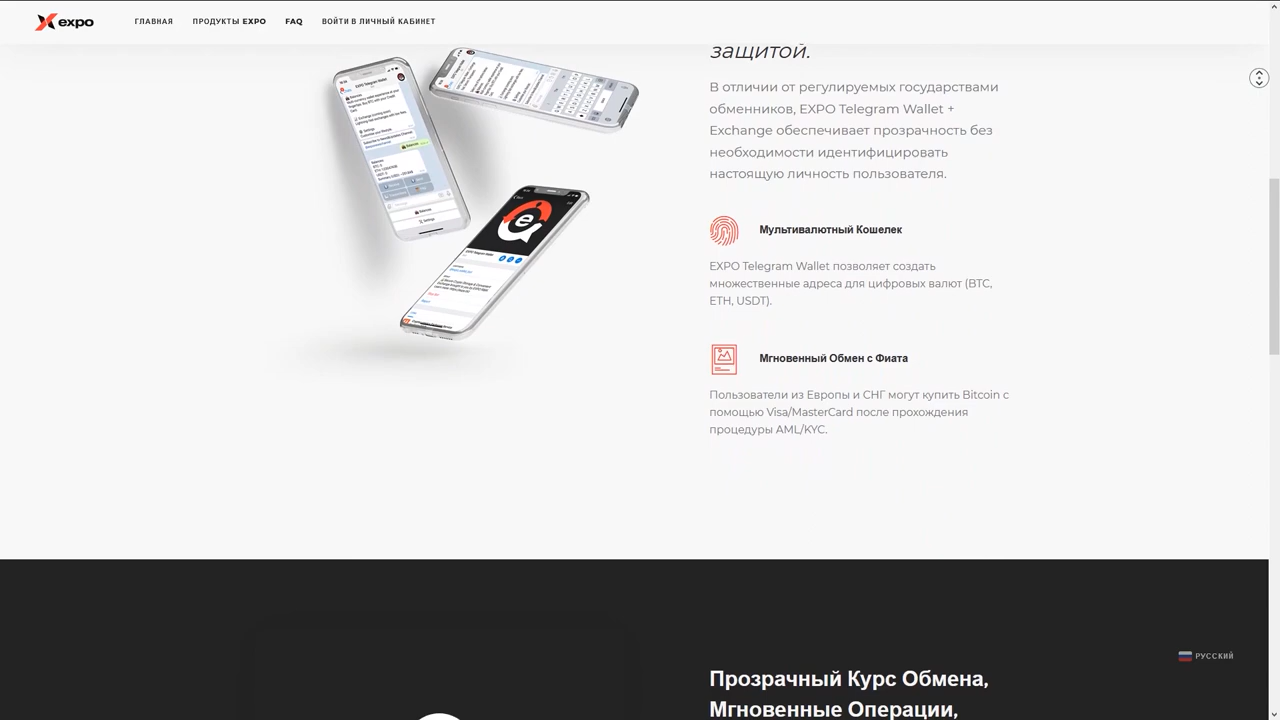 expo
ГЛАВНАЯ
ПРОДУКТЫ EXPO
FAQ
ВОЙТИ В ЛИЧНЫЙ КАБИНЕТ
защитой.
В отличии от регулируемых государствами
обменников, EXPO Telegram Wallet +
Exchange обеспечивает прозрачность без
необходимости идентифицировать
настоящую личность пользователя.
Мультивалютный Кошелек
EXPO Telegram Wallet позволяет создать
множественные адреса для цифровых валют (BTC,
ETH, USDT).
Мгновенный Обмен с Фиата
Пользователи из Европы и СНГ могут купить Bitcoin с
помощью Visa/MasterCard после прохождения
процедуры AML/KYC.
РУССКИЙ
Прозрачный Курс Обмена,
Мгновенные Операции,